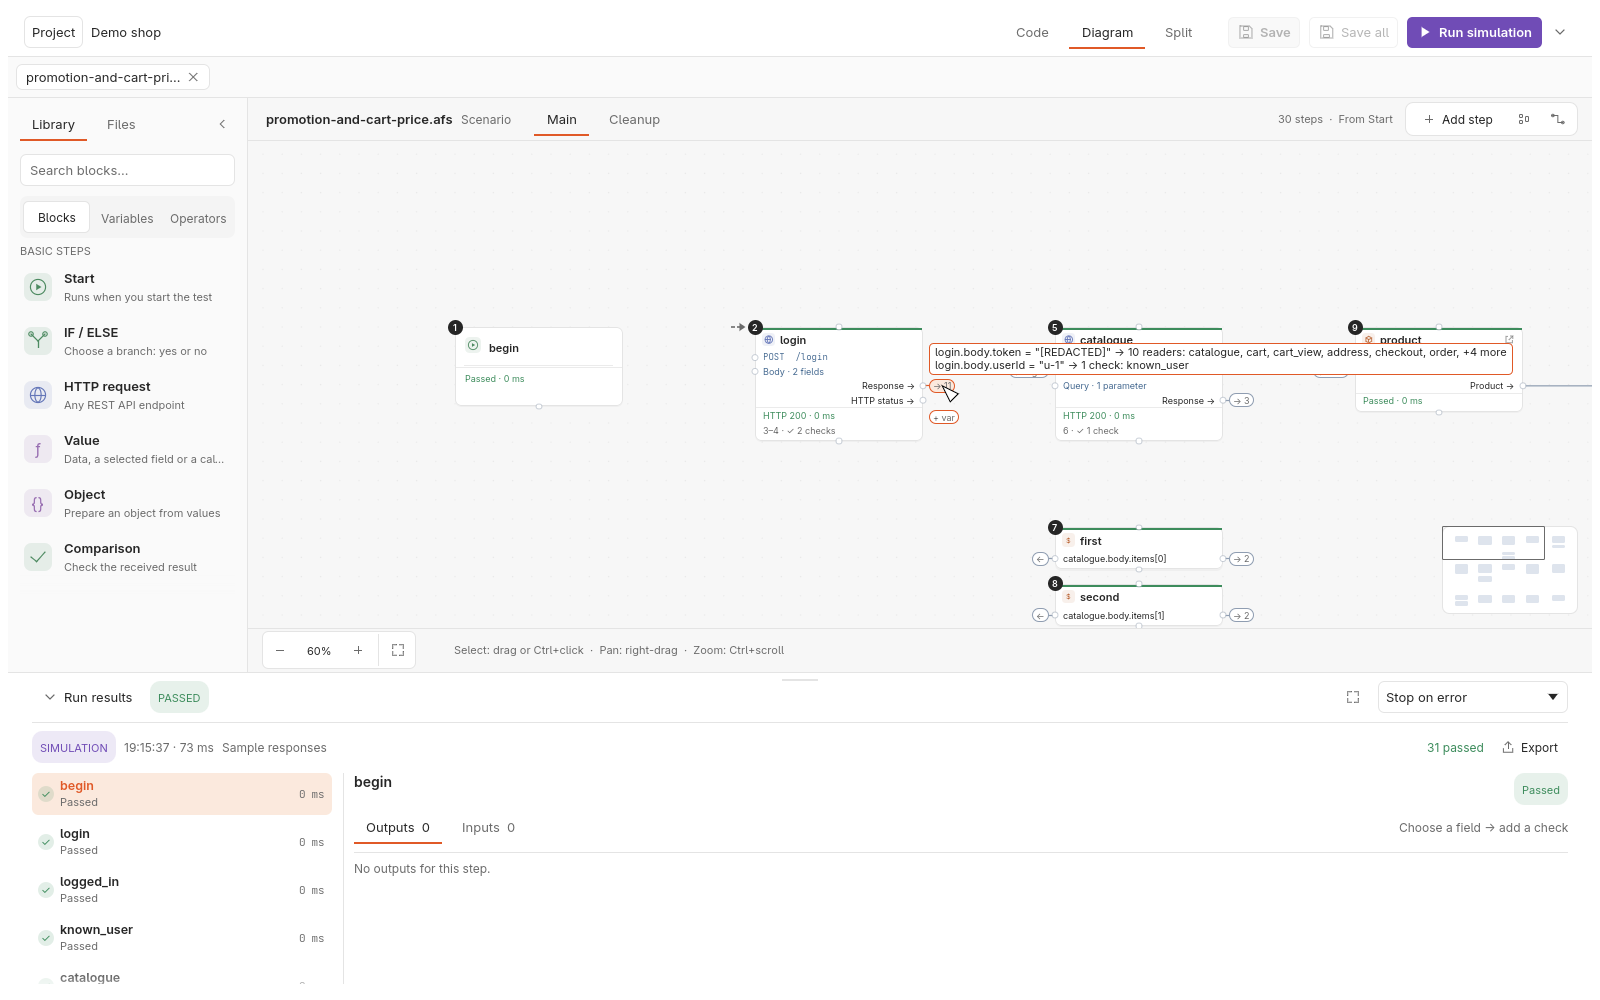 Project Demo shop
Code Diagram Split Save Save all Run simulation
promotion-and-cart-pri...
Library Files
promotion-and-cart-price.afs Scenario Main Cleanup
30 steps · From Start + Add step
Search blocks...
Blocks Variables Operators
BASIC STEPS
Start
Runs when you start the test
IF / ELSE
Choose a branch: yes or no
HTTP request
Any REST API endpoint
Value
Data, a selected field or a cal...
Object
Prepare an object from values
Comparison
Check the received result
1
begin
Passed · 0 ms
2
login
POST /login
Body · 2 fields
Response →
HTTP status →
HTTP 200 · 0 ms
3–4 · ✓ 2 checks
→ 11
+ var
login.body.token = "[REDACTED]" → 10 readers: catalogue, cart, cart_view, address, checkout, order, +4 more
login.body.userId = "u-1" → 1 check: known_user
5
catalogue
Query · 1 parameter
Response →
→ 3
HTTP 200 · 0 ms
6 · ✓ 1 check
9
product
Product →
Passed · 0 ms
7
first
← catalogue.body.items[0] → 2
8
second
← catalogue.body.items[1] → 2
− 60% +
Select: drag or Ctrl+click · Pan: right-drag · Zoom: Ctrl+scroll
Run results PASSED
Stop on error
SIMULATION 19:15:37 · 73 ms Sample responses
31 passed Export
begin
Passed
0 ms
login
Passed
0 ms
logged_in
Passed
0 ms
known_user
Passed
0 ms
catalogue
begin
Passed
Outputs 0 Inputs 0
Choose a field → add a check
No outputs for this step.